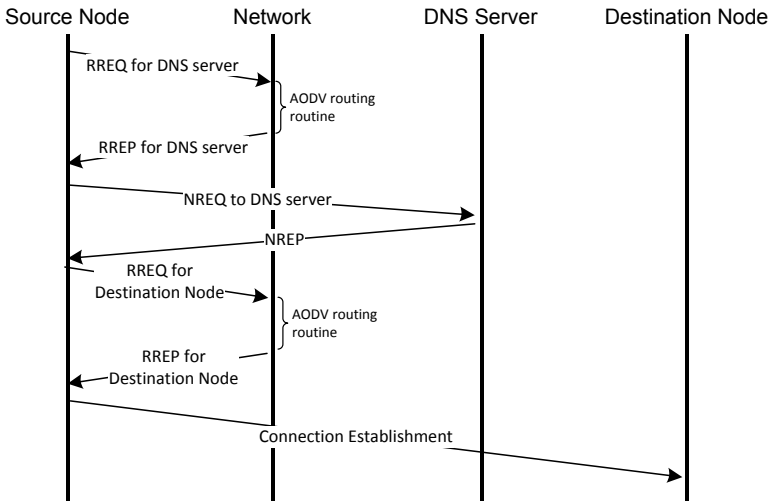 Source Node
Network
DNS Server
Destination Node
RREQ for DNS server
AODV routing
routine
RREP for DNS server
NREQ to DNS server
NREP
RREQ for
Destination Node
AODV routing
routine
RREP for
Destination Node
Connection Establishment